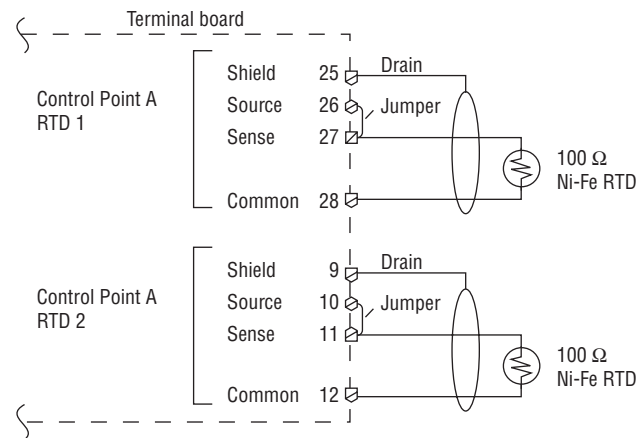 Terminal board
Control Point A
RTD 1
Shield 25
Source 26
Sense 27
Common 28
Drain
Jumper
100 Ω
Ni-Fe RTD
Control Point A
RTD 2
Shield 9
Source 10
Sense 11
Common 12
Drain
Jumper
100 Ω
Ni-Fe RTD